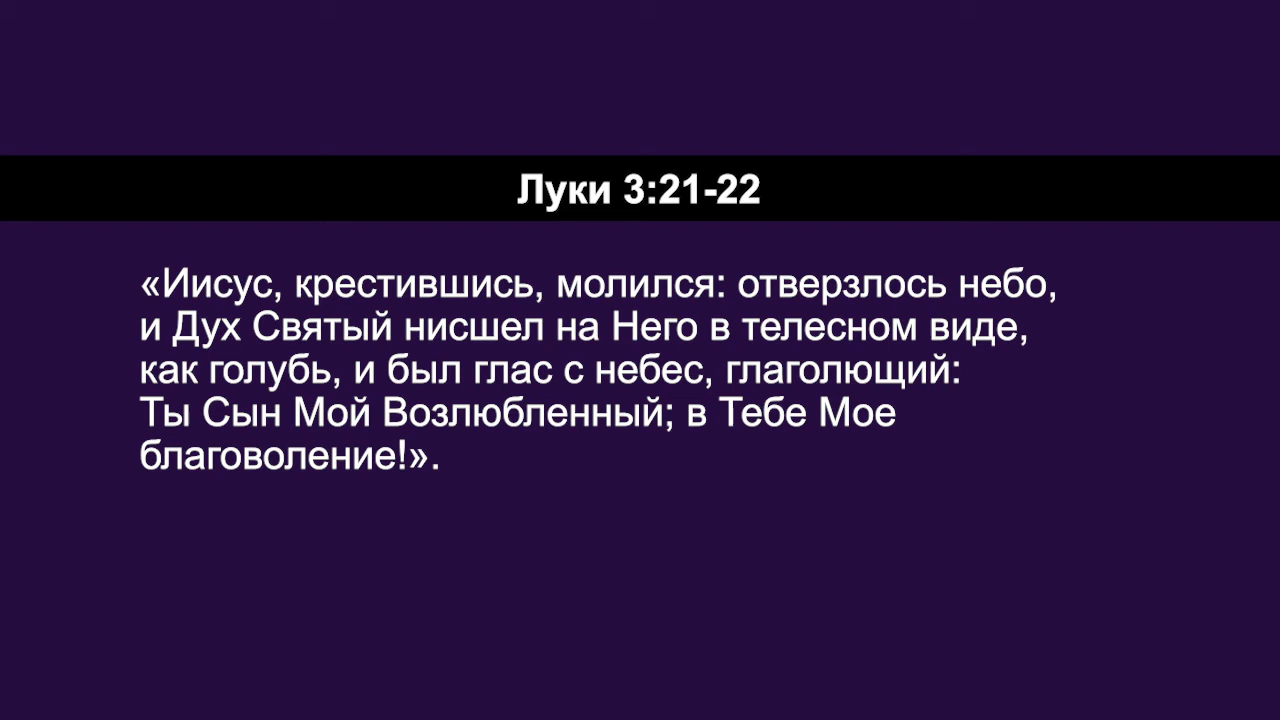 Луки 3:21-22
«Иисус, крестившись, молился: отверзлось небо,
и Дух Святый нисшел на Него в телесном виде,
как голубь, и был глас с небес, глаголющий:
Ты Сын Мой Возлюбленный; в Тебе Мое
благоволение!».